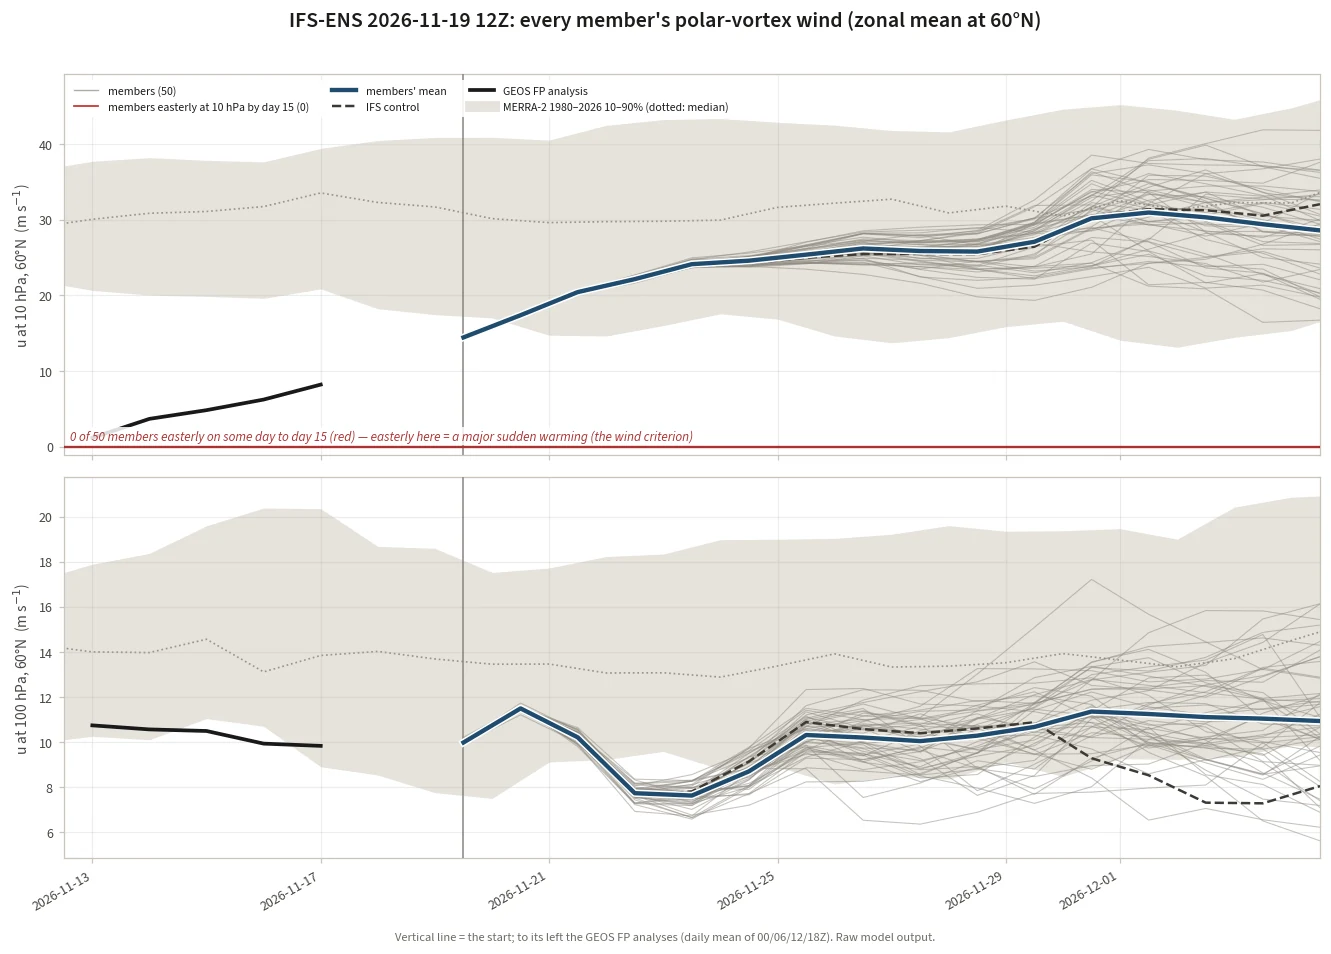 IFS-ENS 2026-11-19 12Z: every member's polar-vortex wind (zonal mean at 60°N)
members (50)
members easterly at 10 hPa by day 15 (0)
members' mean
IFS control
GEOS FP analysis
MERRA-2 1980–2026 10–90% (dotted: median)
u at 10 hPa, 60°N (m s⁻¹)
40
30
20
10
0
0 of 50 members easterly on some day to day 15 (red) — easterly here = a major sudden warming (the wind criterion)
u at 100 hPa, 60°N (m s⁻¹)
20
18
16
14
12
10
8
6
2026-11-13
2026-11-17
2026-11-21
2026-11-25
2026-11-29
2026-12-01
Vertical line = the start; to its left the GEOS FP analyses (daily mean of 00/06/12/18Z). Raw model output.